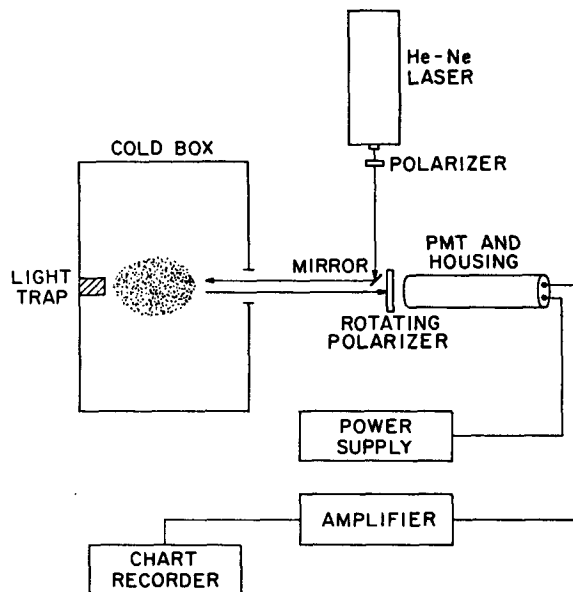 He-Ne
LASER
COLD BOX
POLARIZER
LIGHT
TRAP
MIRROR
PMT AND
HOUSING
ROTATING
POLARIZER
POWER
SUPPLY
AMPLIFIER
CHART
RECORDER